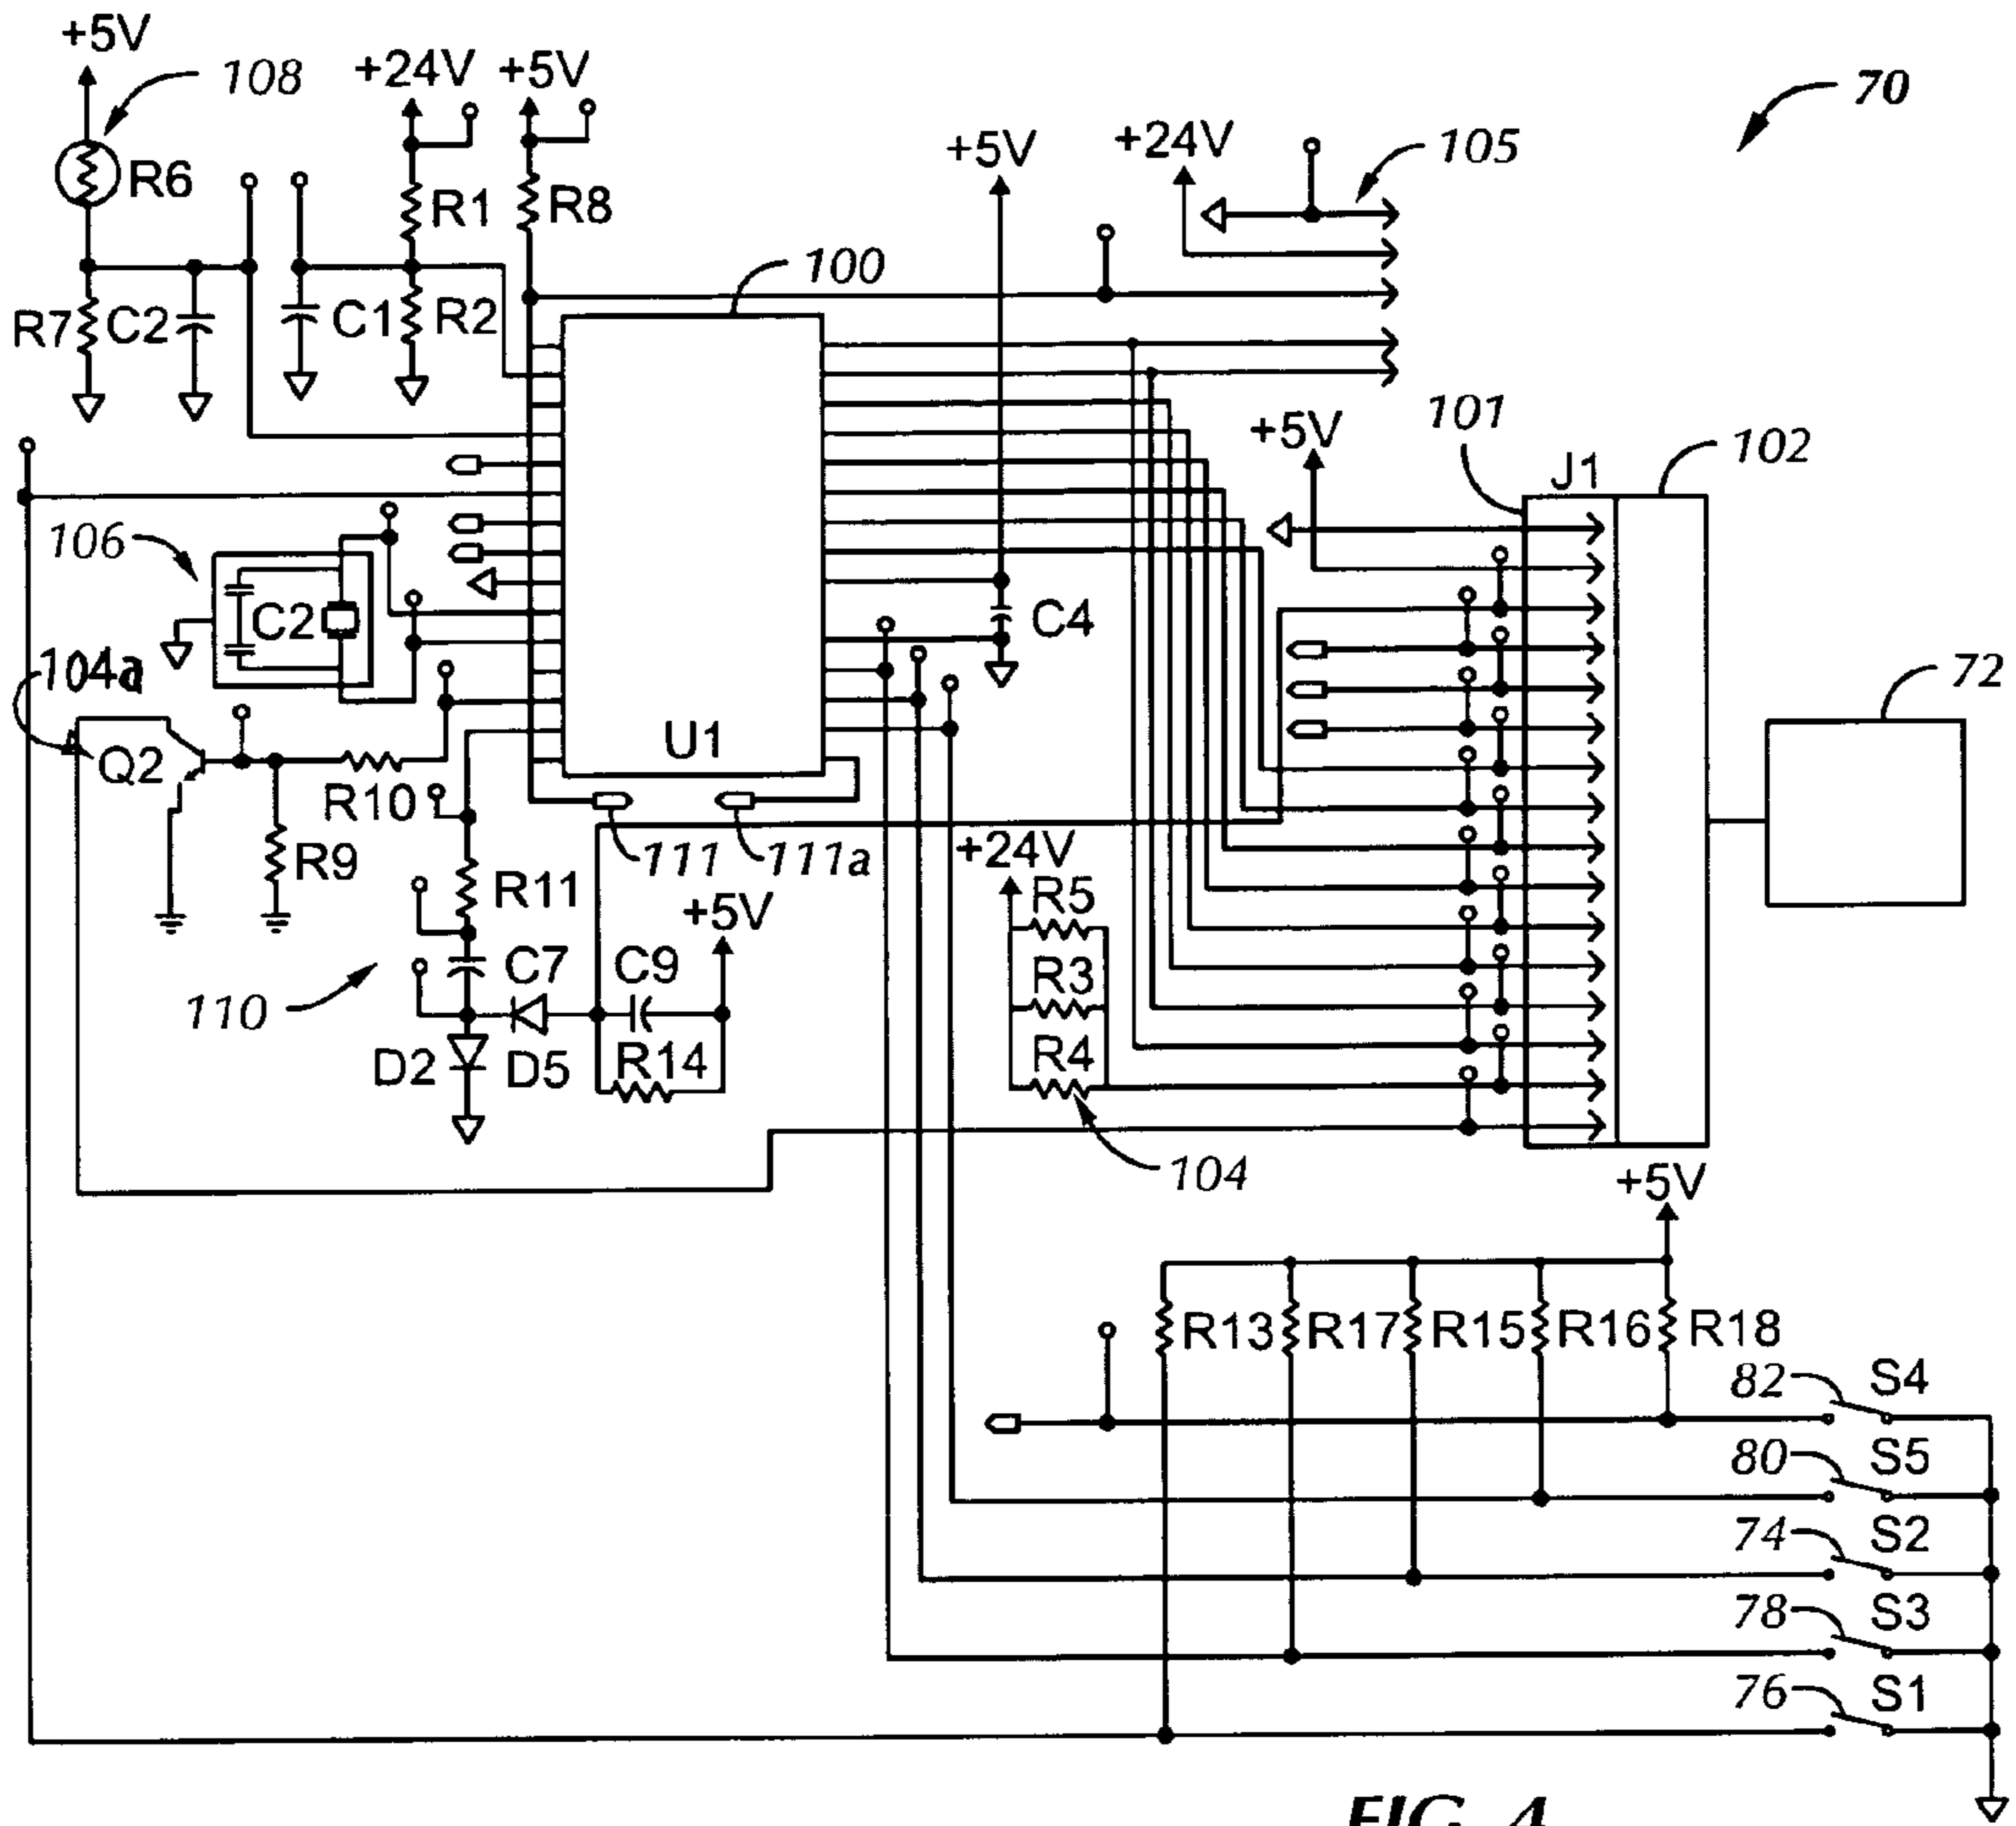 +5V
108
+24V
+5V
70
+5V
+24V
105
R6
R1
R8
100
R7
C2
C1
R2
101
+5V
J1
102
106
C2
C4
104a
72
Q2
U1
R10
111
111a
+24V
R9
R11
+5V
R5
C7
C9
R3
110
D2
D5
R14
R4
104
+5V
R13
R17
R15
R16
R18
82
S4
80
S5
74
S2
78
S3
76
S1
FIG. 4